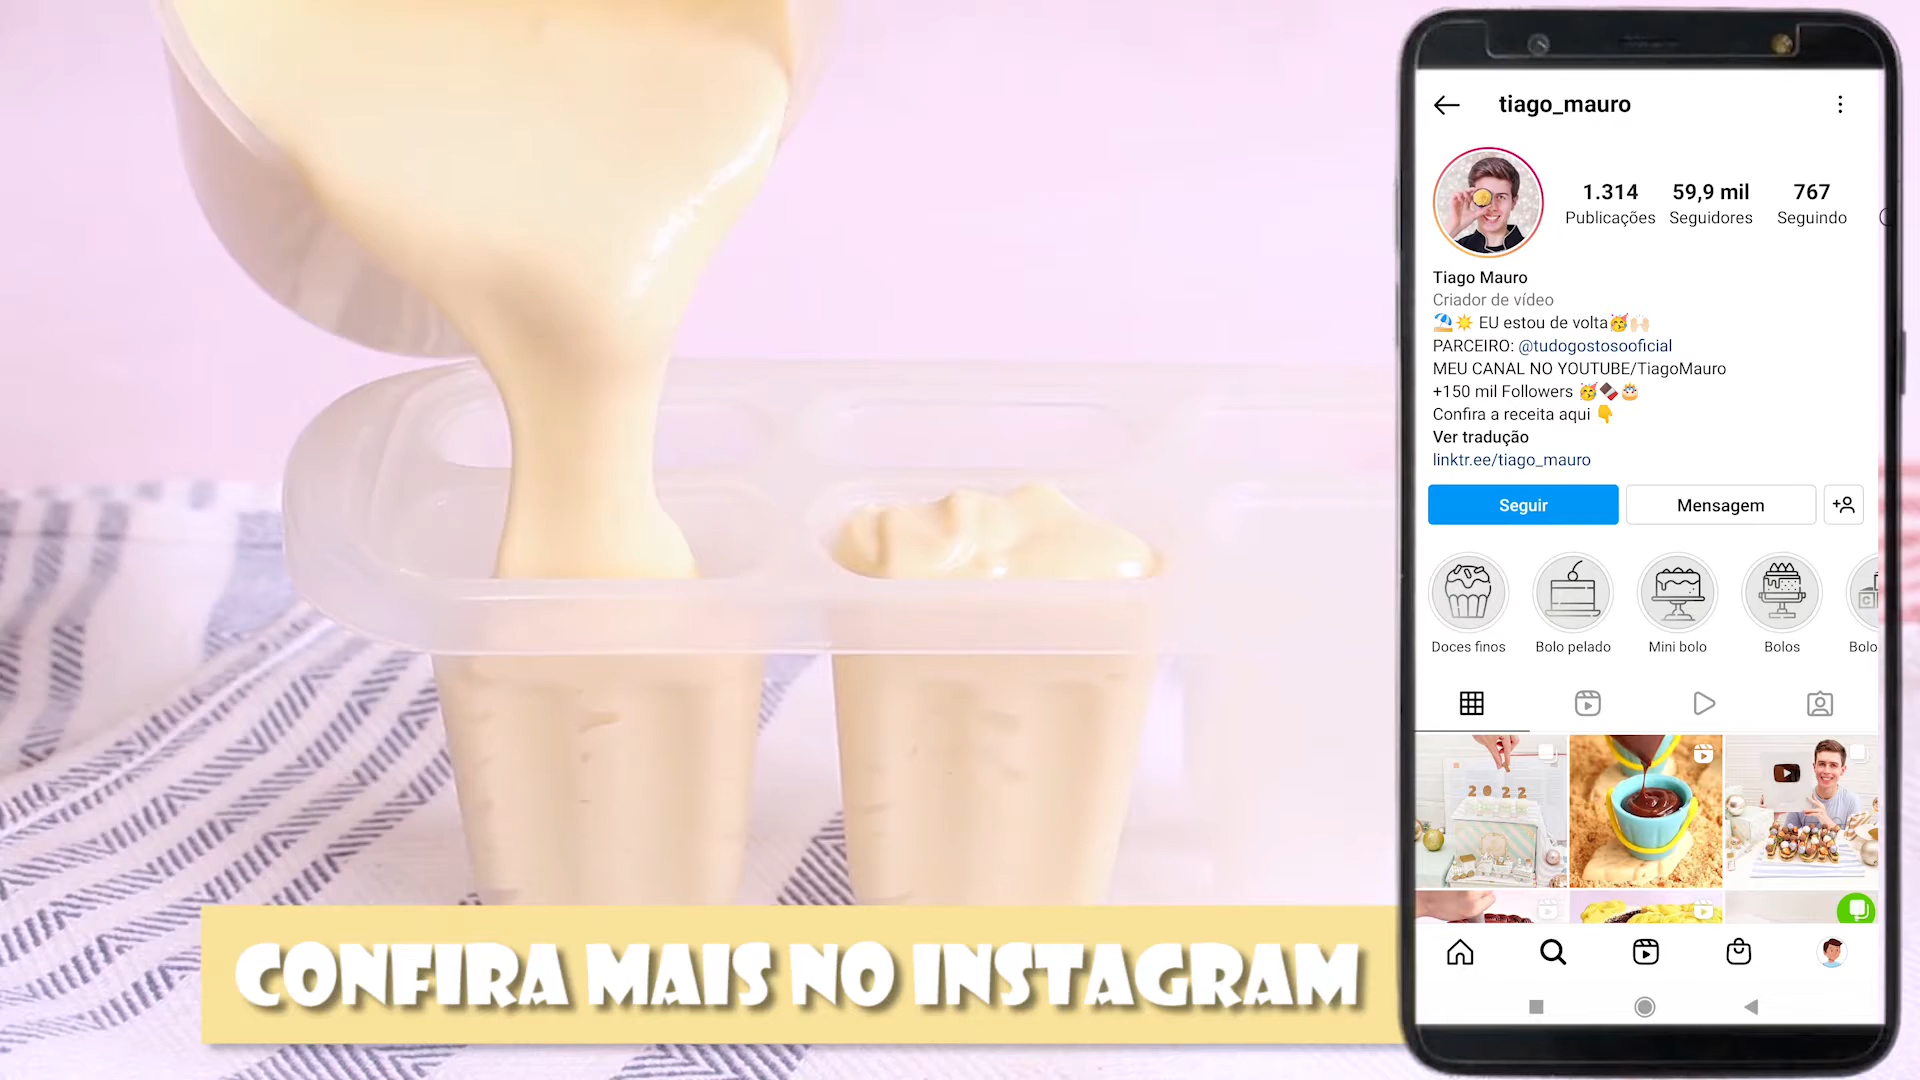 tiago_mauro
1.314
59,9 mil
767
Publicações
Seguidores
Seguindo
Tiago Mauro
Criador de vídeo
🏖️☀️ EU estou de volta🥳🙌🏻
PARCEIRO: @tudogostosooficial
MEU CANAL NO YOUTUBE/TiagoMauro
+150 mil Followers 🥳🍫🎂
Confira a receita aqui 👇
Ver tradução
linktr.ee/tiago_mauro
Seguir
Mensagem
Doces finos
Bolo pelado
Mini bolo
Bolos
Bolo
2022
CONFIRA MAIS NO INSTAGRAM